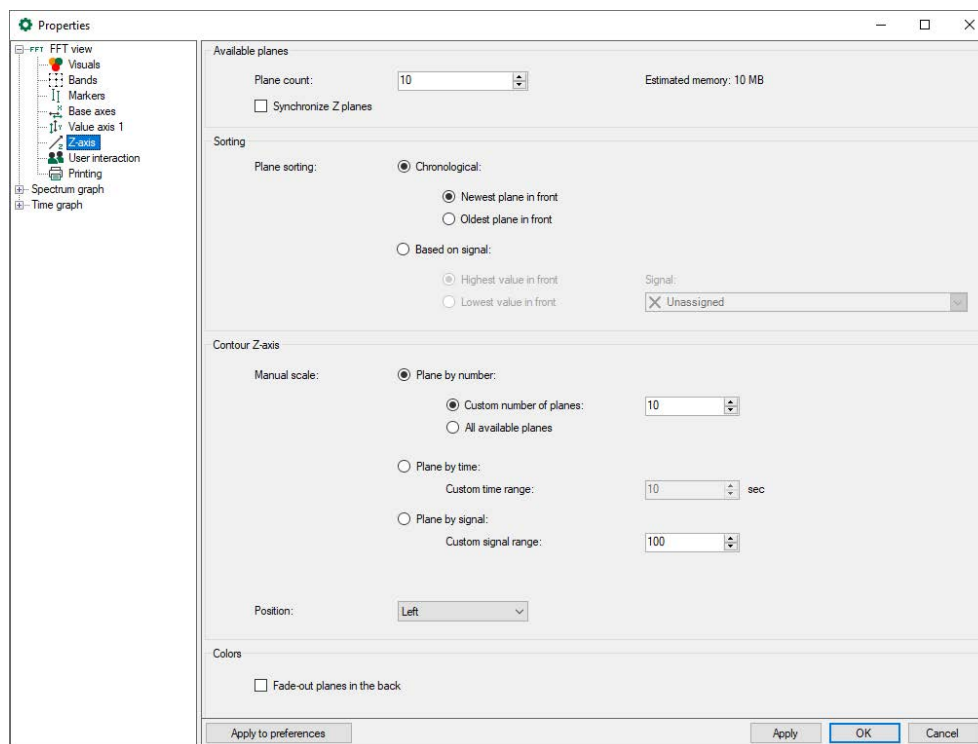 Properties
FFT FFT view
Visuals
Bands
Markers
Base axes
Value axis 1
Z-axis
User interaction
Printing
Spectrum graph
Time graph
Available planes
Plane count: 10 Estimated memory: 10 MB
Synchronize Z planes
Sorting
Plane sorting: Chronological:
Newest plane in front
Oldest plane in front
Based on signal:
Highest value in front Signal:
Lowest value in front Unassigned
Contour Z-axis
Manual scale: Plane by number:
Custom number of planes: 10
All available planes
Plane by time:
Custom time range: 10 sec
Plane by signal:
Custom signal range: 100
Position: Left
Colors
Fade-out planes in the back
Apply to preferences Apply OK Cancel